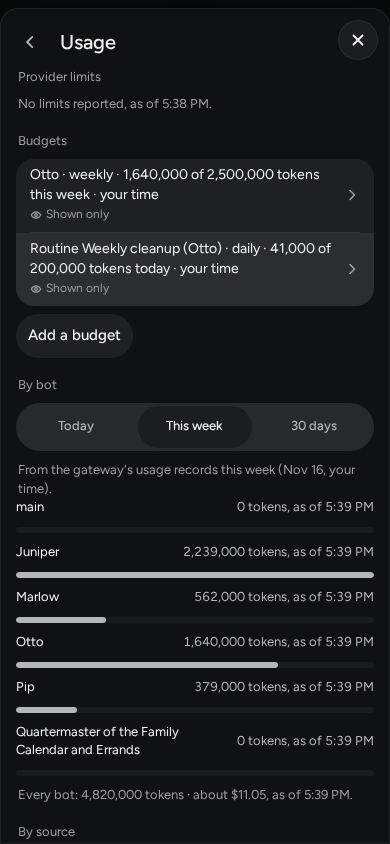 Usage
Provider limits
No limits reported, as of 5:38 PM.
Budgets
Otto · weekly · 1,640,000 of 2,500,000 tokens
this week · your time
Shown only
Routine Weekly cleanup (Otto) · daily · 41,000 of
200,000 tokens today · your time
Shown only
Add a budget
By bot
Today This week 30 days
From the gateway's usage records this week (Nov 16, your
time).
main 0 tokens, as of 5:39 PM
Juniper 2,239,000 tokens, as of 5:39 PM
Marlow 562,000 tokens, as of 5:39 PM
Otto 1,640,000 tokens, as of 5:39 PM
Pip 379,000 tokens, as of 5:39 PM
Quartermaster of the Family
Calendar and Errands 0 tokens, as of 5:39 PM
Every bot: 4,820,000 tokens · about $11.05, as of 5:39 PM.
By source